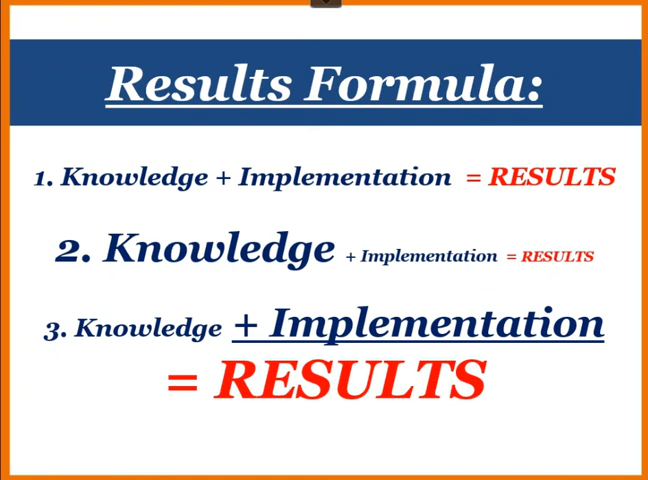 Results Formula:
1. Knowledge + Implementation = RESULTS
2. Knowledge + Implementation = RESULTS
3. Knowledge + Implementation
= RESULTS